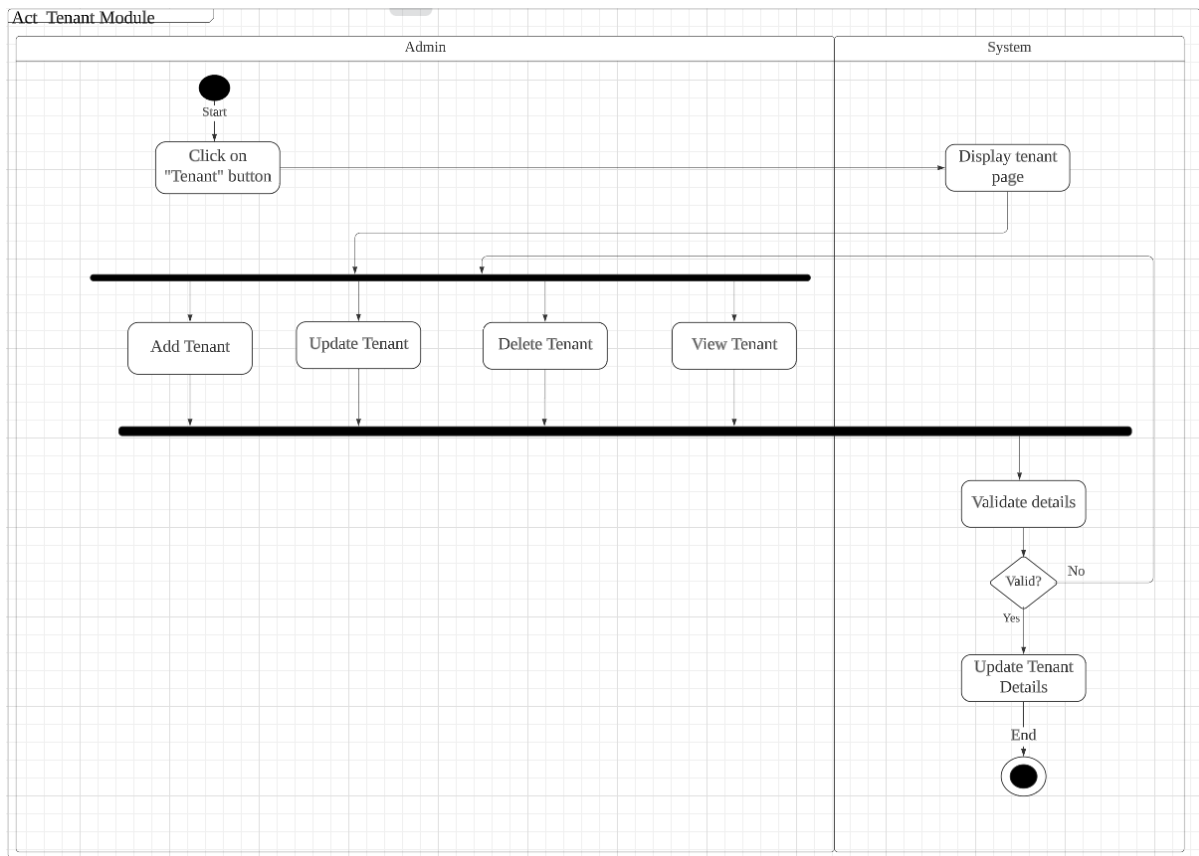 Act Tenant Module
Admin
System
Start
Click on
"Tenant" button
Display tenant
page
Add Tenant
Update Tenant
Delete Tenant
View Tenant
Validate details
Valid?
No
Yes
Update Tenant
Details
End